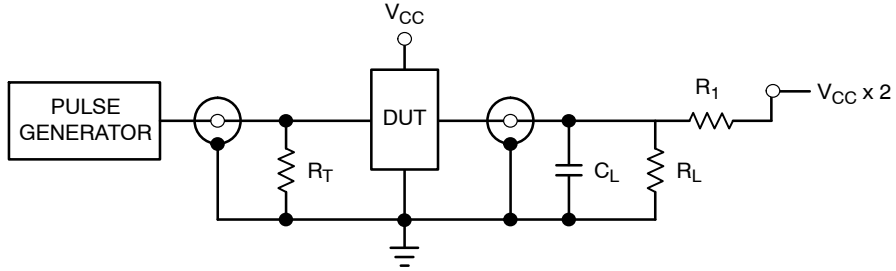 V_CC
PULSE
GENERATOR
DUT
R_T
C_L
R_L
R_1
V_CC x 2